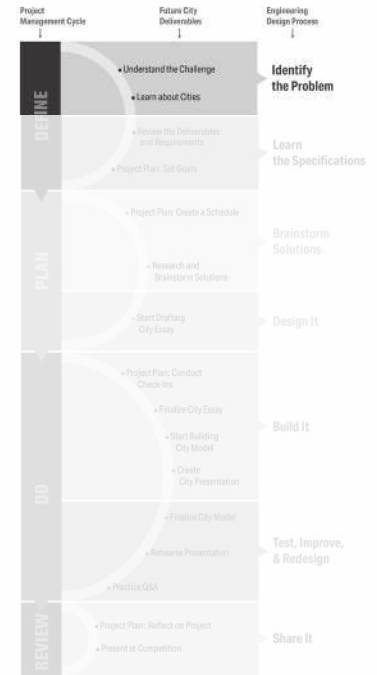 Project
Management Cycle
Future City
Deliverables
Engineering
Design Process
DEFINE
• Understand the Challenge
• Learn about Cities
Identify
the Problem
• Review the Deliverables
and Requirements
• Project Plan: Set Goals
Learn
the Specifications
PLAN
• Project Plan: Create a Schedule
• Research and
Brainstorm Solutions
Brainstorm
Solutions
• Start Drafting
City Essay
Design It
DO
• Project Plan: Conduct
Check-Ins
• Finalize City Essay
• Start Building
City Model
• Create
City Presentation
Build It
• Finalize City Model
• Rehearse Presentation
• Practice Q&A
Test, Improve,
& Redesign
REVIEW
• Project Plan: Reflect on Project
• Present at Competition
Share It